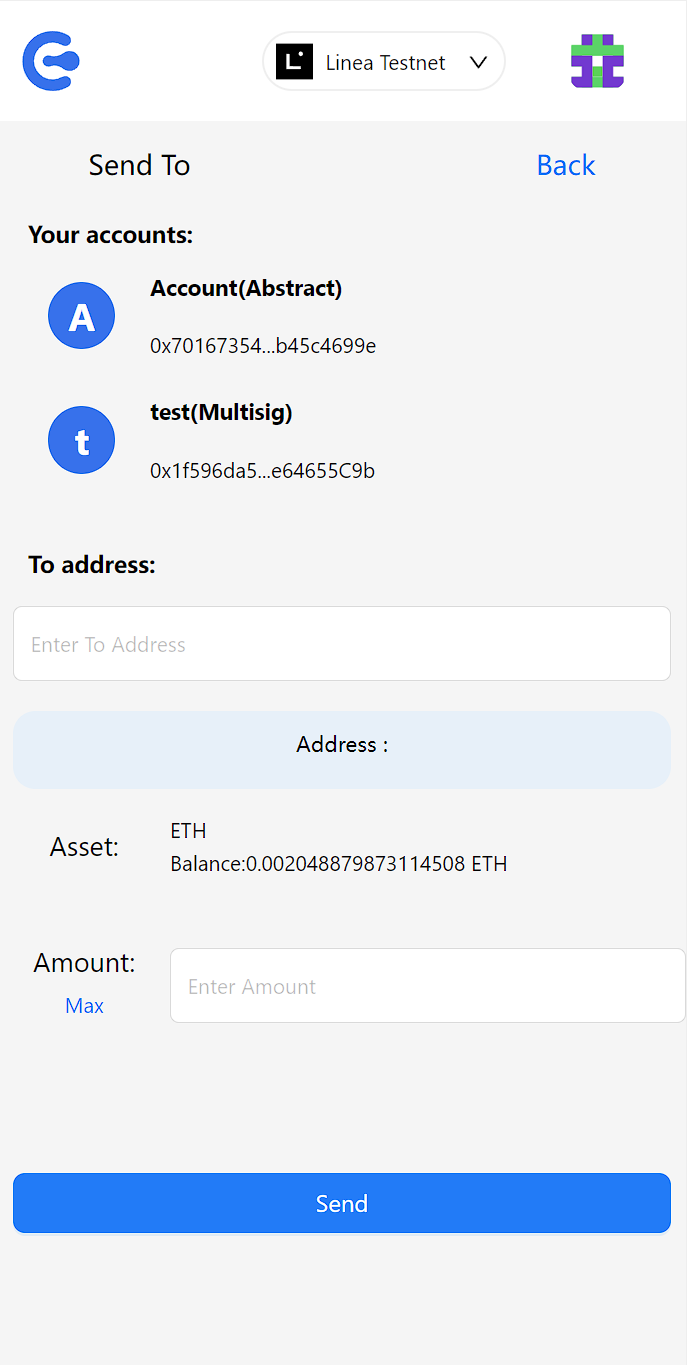 Linea Testnet
Send To
Back
Your accounts:
A
Account(Abstract)
0x70167354...b45c4699e
t
test(Multisig)
0x1f596da5...e64655C9b
To address:
Enter To Address
Address :
Asset:
ETH
Balance:0.002048879873114508 ETH
Amount:
Max
Enter Amount
Send